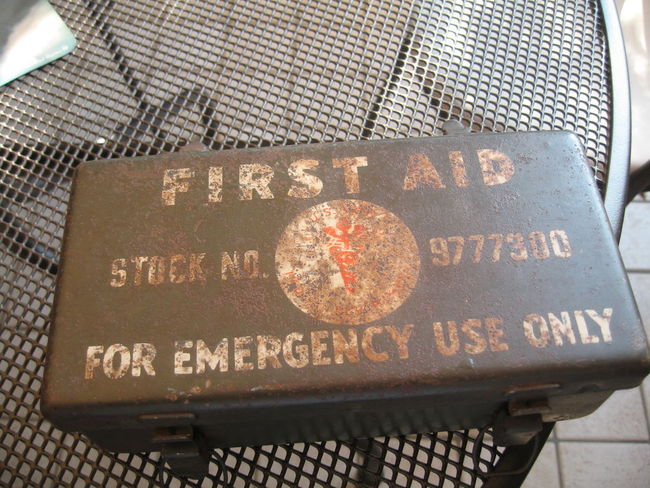 FIRST AID
STOCK NO. 9777300
FOR EMERGENCY USE ONLY